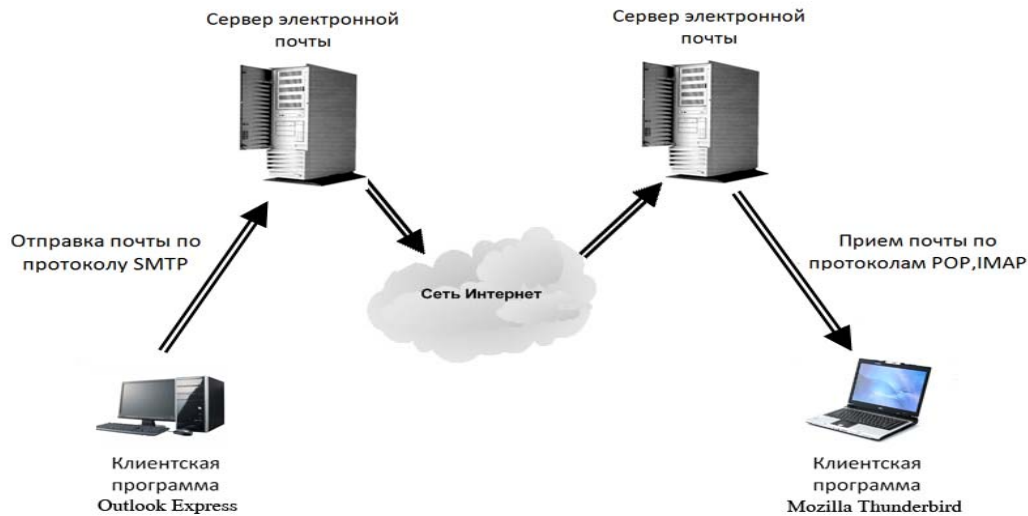 Сервер электронной
почты
Сервер электронной
почты
Отправка почты по
протоколу SMTP
Прием почты по
протоколам POP,IMAP
Сеть Интернет
Клиентская
программа
Outlook Express
Клиентская
программа
Mozilla Thunderbird